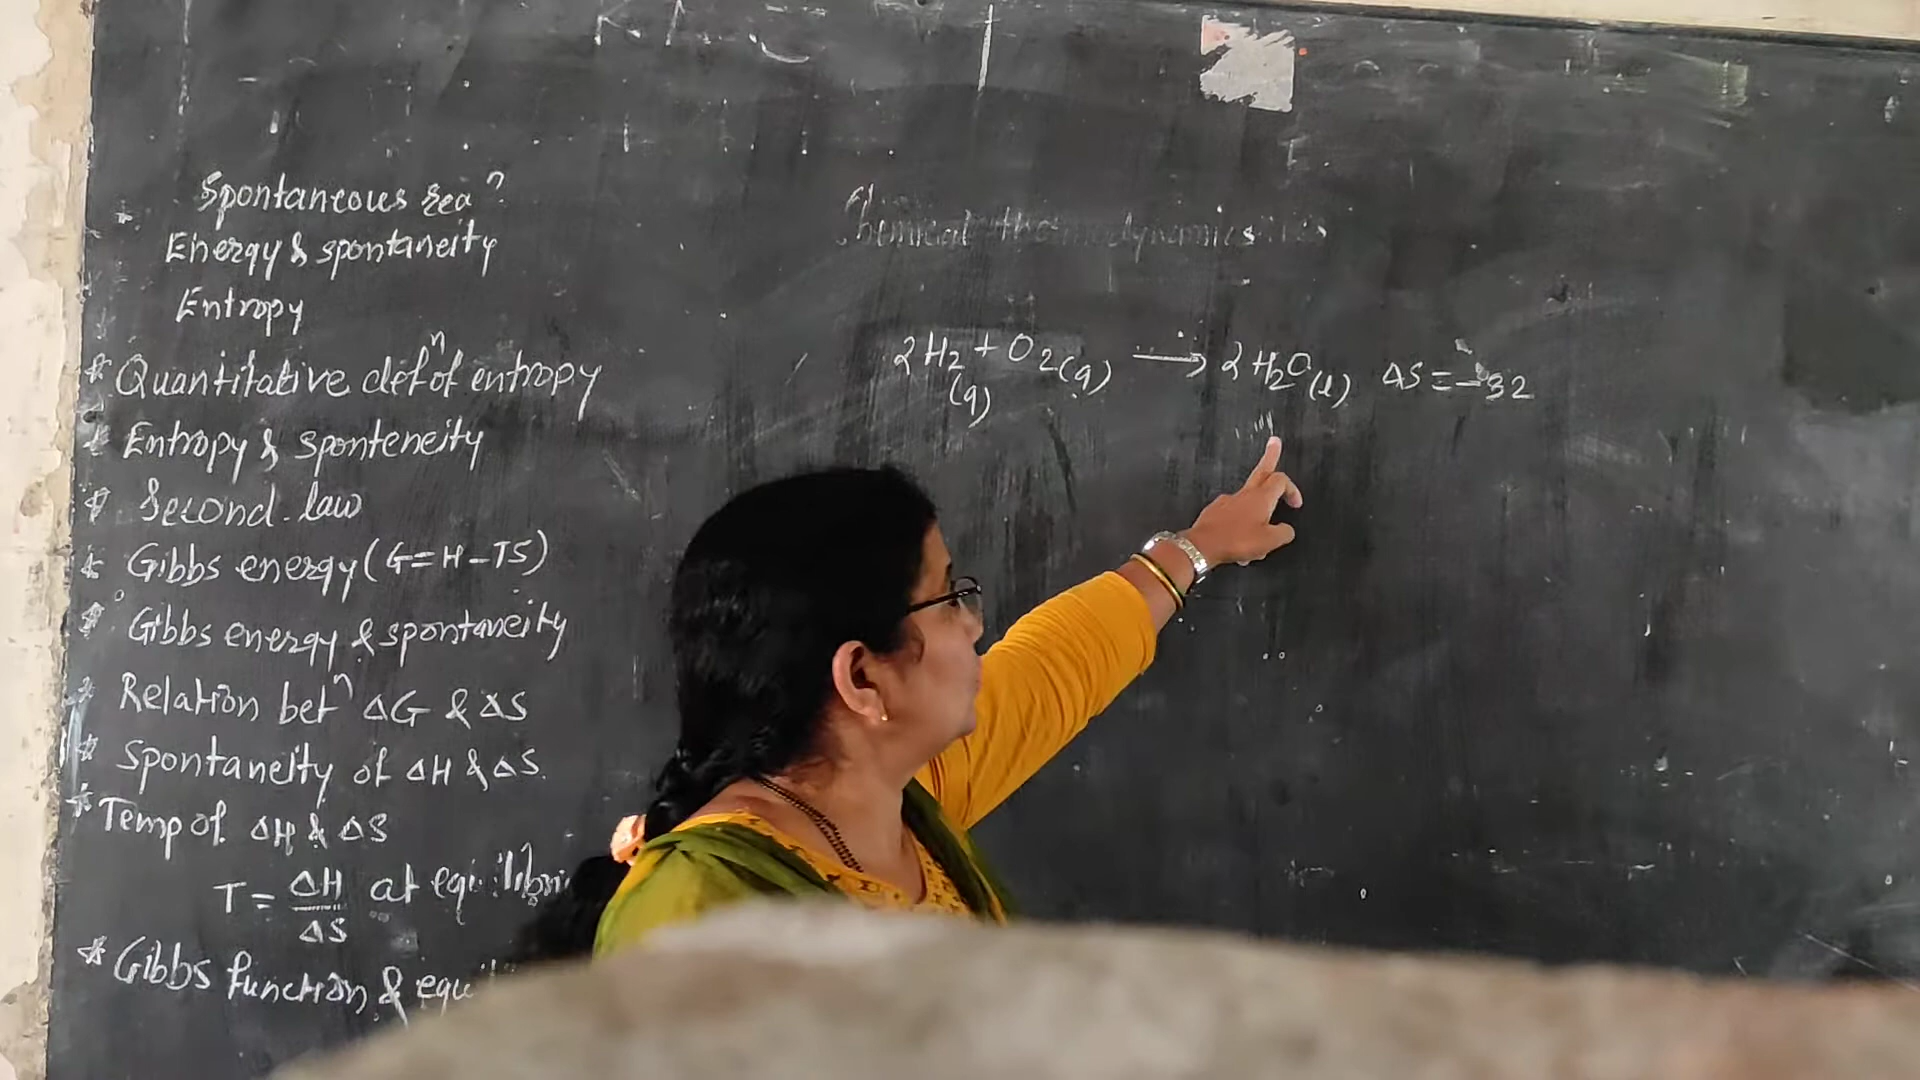 Spontaneous rea?
Energy & spontaneity
Entropy
* Quantitative defⁿ of entropy
* Entropy & sponteneity
* Second law
* Gibbs energy (G=H-TS)
* Gibbs energy & spontaneity
* Relation betⁿ ΔG & ΔS
* Spontaneity of ΔH & ΔS.
* Temp of ΔH & ΔS
T = ΔH/ΔS at equilibri
* Gibbs function & equ
Chemical thermodynamics
2H₂(g) + O₂(g) → 2H₂O(l) ΔS = -32